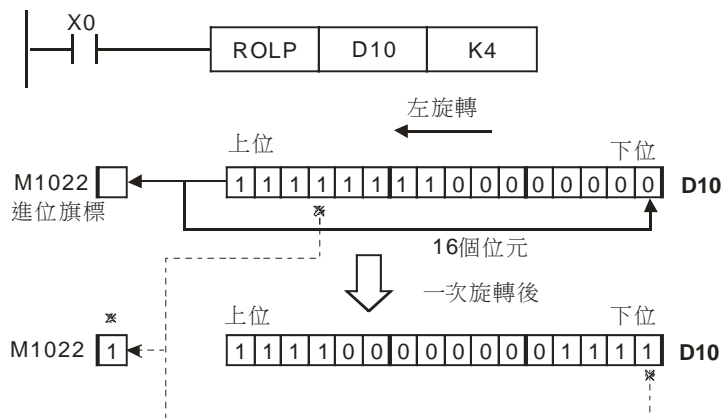 X0
ROLP D10 K4
左旋轉
上位 下位
M1022 1 1 1 1 1 1 1 1 0 0 0 0 0 0 0 0 D10
進位旗標
※
16個位元
一次旋轉後
※
上位 下位
M1022 1 1 1 1 1 0 0 0 0 0 0 0 0 1 1 1 1 D10
※